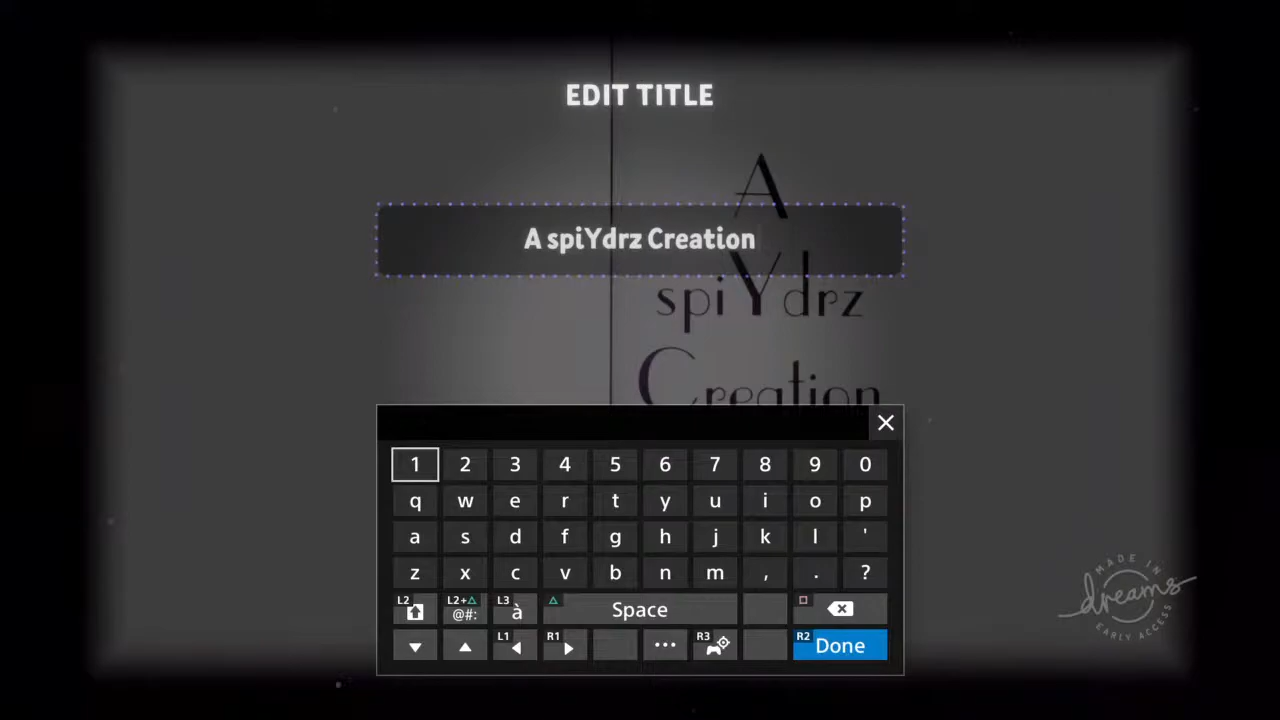 EDIT TITLE
A
A spiYdrz Creation
spiYdrz
Creation
1 2 3 4 5 6 7 8 9 0
q w e r t y u i o p
a s d f g h j k l '
z x c v b n m , . ?
L2 L2+△ @#: L3 à △ Space □
L1 R1 ... R3 R2 Done
MADE IN
dreams
EARLY ACCESS